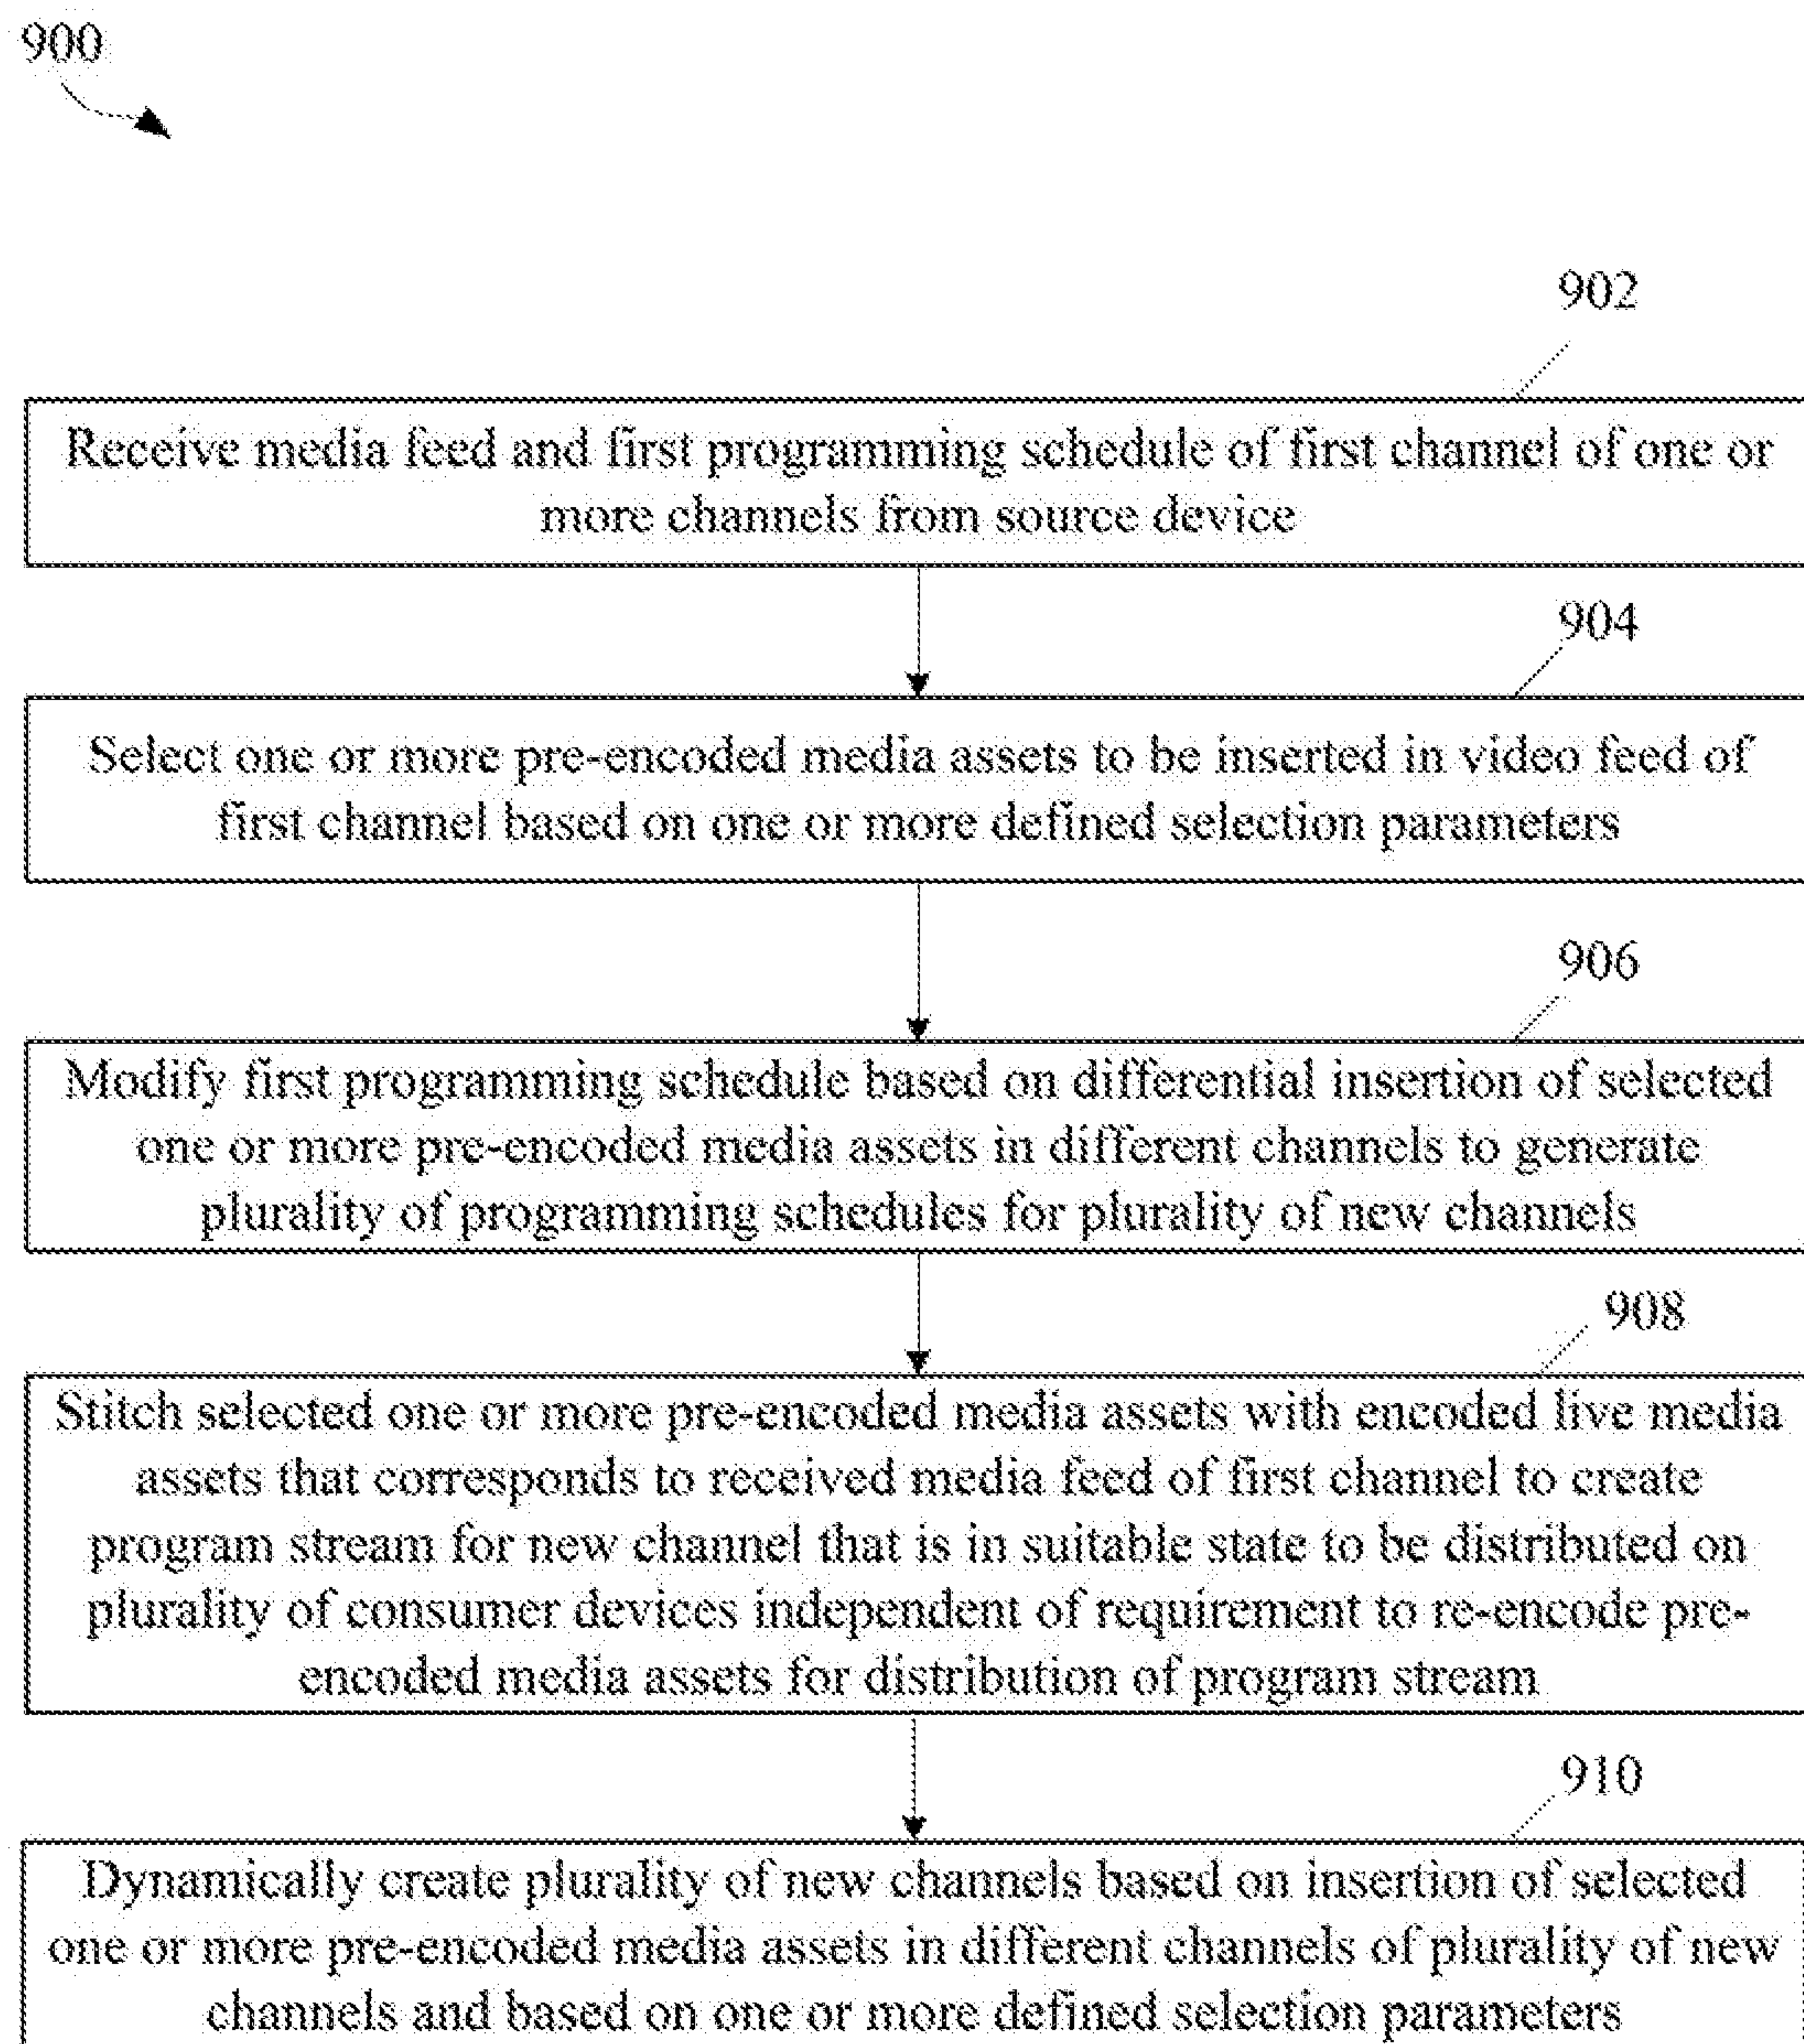 900
902
Receive media feed and first programming schedule of first channel of one or
more channels from source device
904
Select one or more pre-encoded media assets to be inserted in video feed of
first channel based on one or more defined selection parameters
906
Modify first programming schedule based on differential insertion of selected
one or more pre-encoded media assets in different channels to generate
plurality of programming schedules for plurality of new channels
908
Stitch selected one or more pre-encoded media assets with encoded live media
assets that corresponds to received media feed of first channel to create
program stream for new channel that is in suitable state to be distributed on
plurality of consumer devices independent of requirement to re-encode pre-
encoded media assets for distribution of program stream
910
Dynamically create plurality of new channels based on insertion of selected
one or more pre-encoded media assets in different channels of plurality of new
channels and based on one or more defined selection parameters